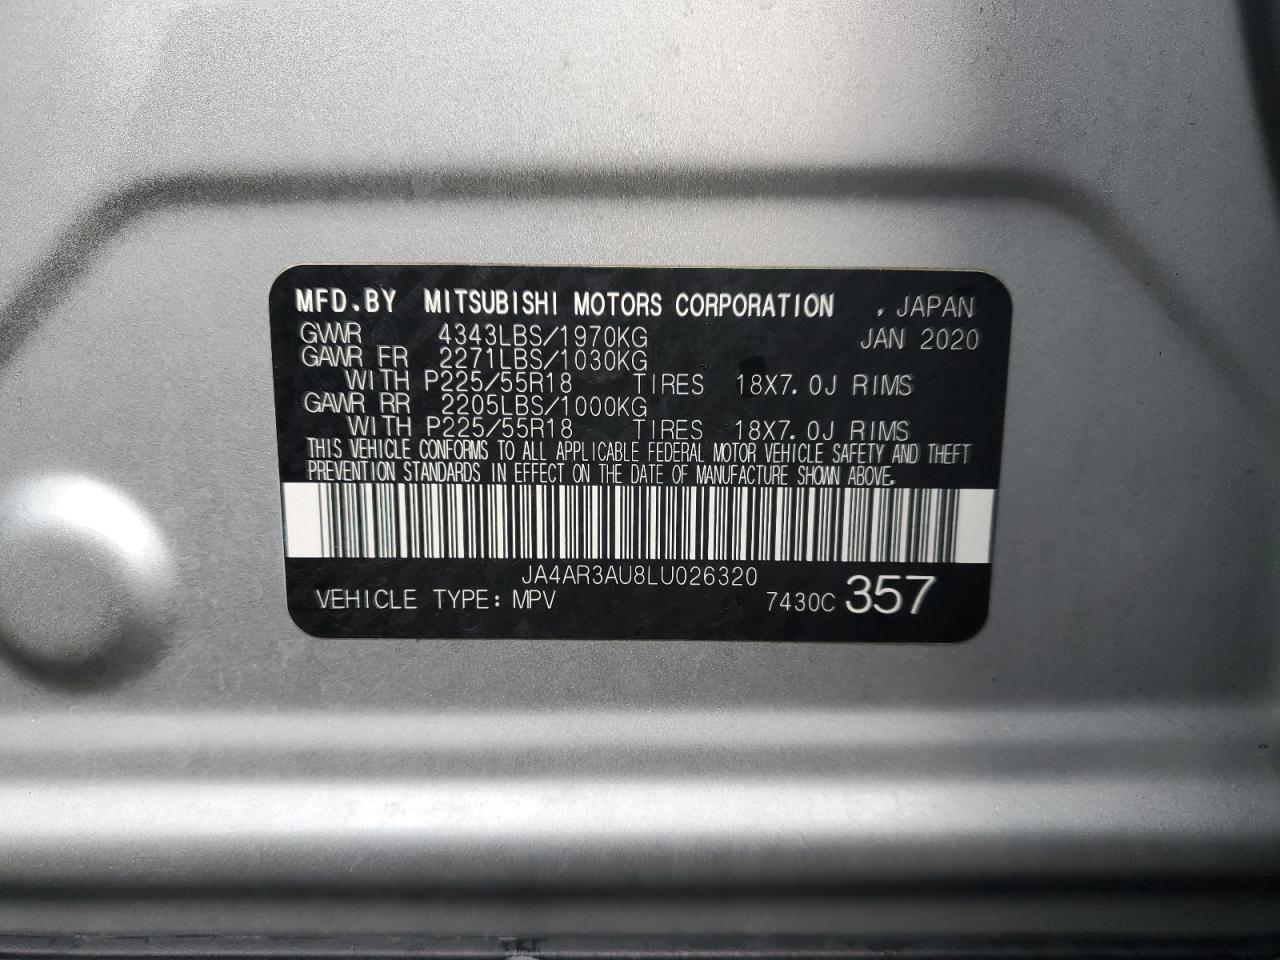 MFD.BY MITSUBISHI MOTORS CORPORATION , JAPAN
GVWR 4343LBS/1970KG JAN 2020
GAWR FR 2271LBS/1030KG
WITH P225/55R18 TIRES 18X7.0J RIMS
GAWR RR 2205LBS/1000KG
WITH P225/55R18 TIRES 18X7.0J RIMS
THIS VEHICLE CONFORMS TO ALL APPLICABLE FEDERAL MOTOR VEHICLE SAFETY AND THEFT
PREVENTION STANDARDS IN EFFECT ON THE DATE OF MANUFACTURE SHOWN ABOVE.
JA4AR3AU8LU026320
VEHICLE TYPE: MPV 7430C 357